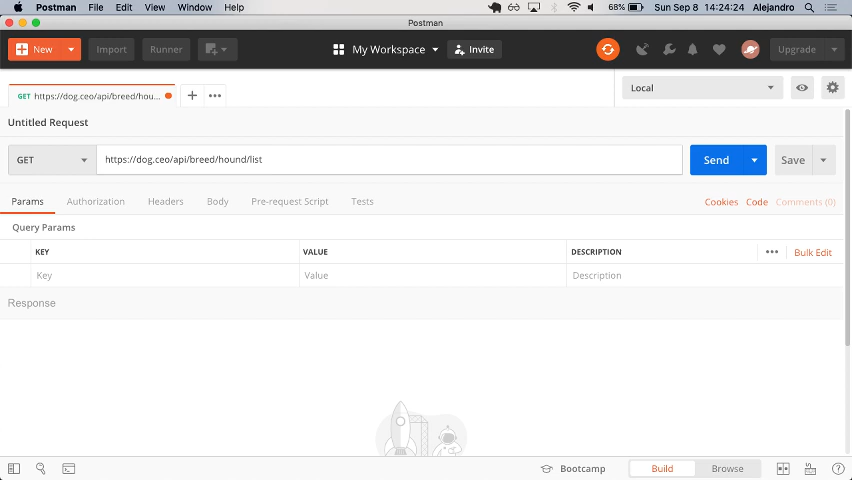 Postman File Edit View Window Help 68% Sun Sep 8 14:24:24 Alejandro
Postman
New Import Runner My Workspace Invite Upgrade
GET https://dog.ceo/api/breed/hou... Local
Untitled Request
GET https://dog.ceo/api/breed/hound/list Send Save
Params Authorization Headers Body Pre-request Script Tests Cookies Code Comments (0)
Query Params
KEY VALUE DESCRIPTION Bulk Edit
Key Value Description
Response
Bootcamp Build Browse